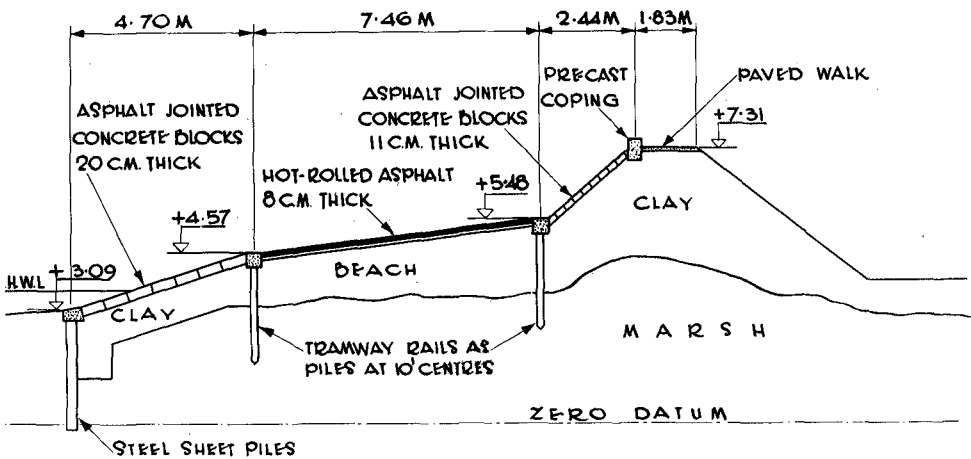 4.70 M
7.46 M
2.44M
1.83M
ASPHALT JOINTED
CONCRETE BLOCKS
20 C.M. THICK
ASPHALT JOINTED
CONCRETE BLOCKS
11 C.M. THICK
PRECAST
COPING
PAVED WALK
+7.31
HOT-ROLLED ASPHALT
8 C.M. THICK
+5.48
+4.57
CLAY
BEACH
H.W.L
+3.09
CLAY
MARSH
TRAMWAY RAILS AS
PILES AT 10' CENTRES
ZERO DATUM
STEEL SHEET PILES